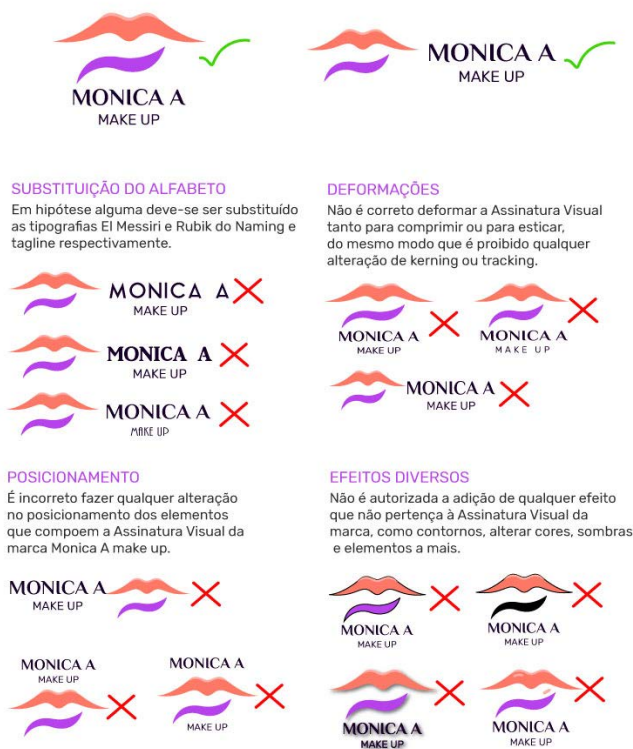 MONICA A
MAKE UP
MONICA A
MAKE UP
SUBSTITUIÇÃO DO ALFABETO
Em hipótese alguma deve-se ser substituído
as tipografias El Messiri e Rubik do Naming e
tagline respectivamente.
MONICA A
MAKE UP
MONICA A
MAKE UP
MONICA A
MAKE UP
DEFORMAÇÕES
Não é correto deformar a Assinatura Visual
tanto para comprimir ou para esticar,
do mesmo modo que é proibido qualquer
alteração de kerning ou tracking.
MONICA A
MAKE UP
MONICA A
MAKE UP
MONICA A
MAKE UP
POSICIONAMENTO
É incorreto fazer qualquer alteração
no posicionamento dos elementos
que compoem a Assinatura Visual da
marca Monica A make up.
MONICA A
MAKE UP
MONICA A
MAKE UP
MONICA A
MAKE UP
EFEITOS DIVERSOS
Não é autorizada a adição de qualquer efeito
que não pertença à Assinatura Visual da
marca, como contornos, alterar cores, sombras
e elementos a mais.
MONICA A
MAKE UP
MONICA A
MAKE UP
MONICA A
MAKE UP
MONICA A
MAKE UP